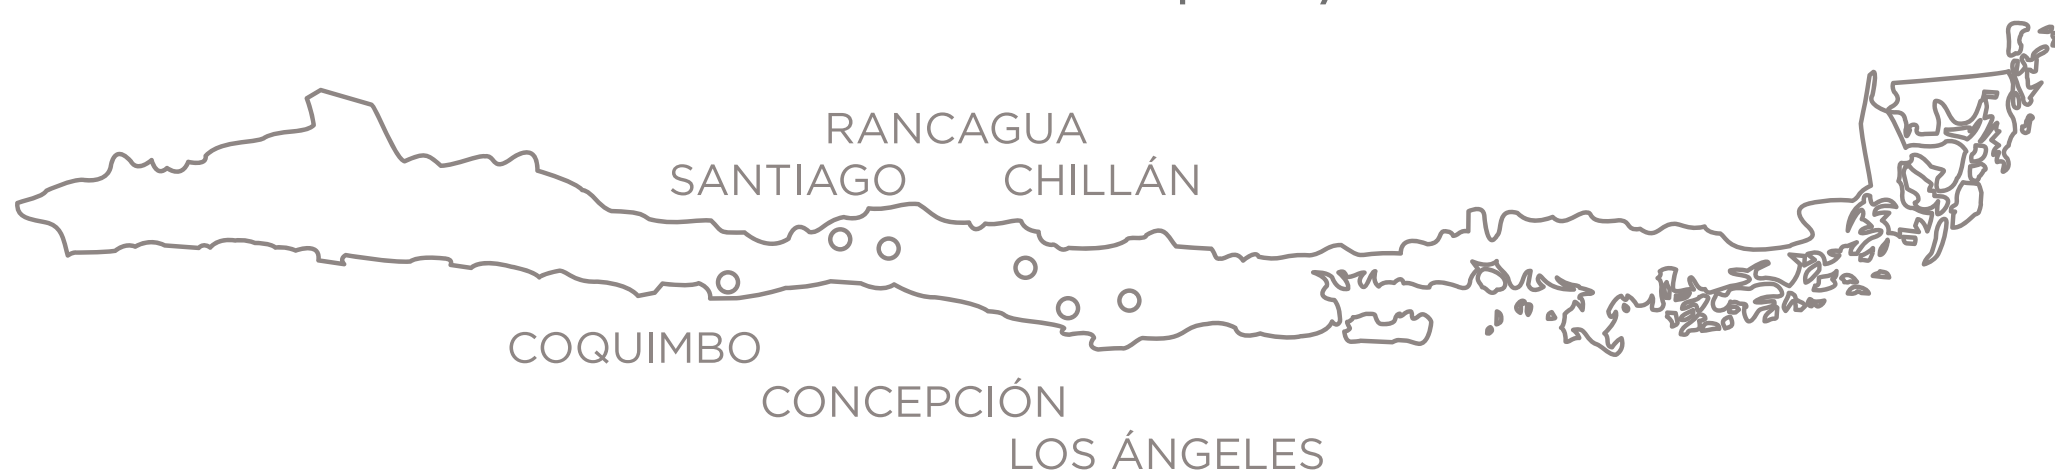 RANCAGUA
SANTIAGO CHILLÁN
COQUIMBO
CONCEPCIÓN
LOS ÁNGELES